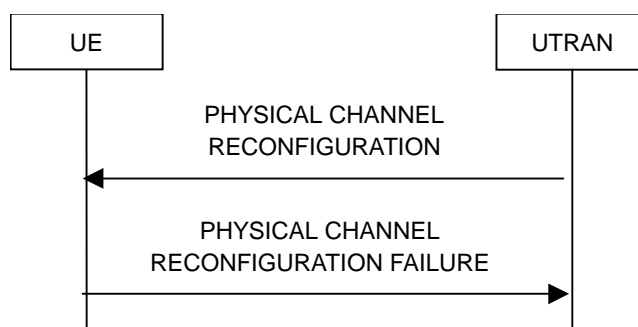 UE
UTRAN
PHYSICAL CHANNEL
RECONFIGURATION
PHYSICAL CHANNEL
RECONFIGURATION FAILURE